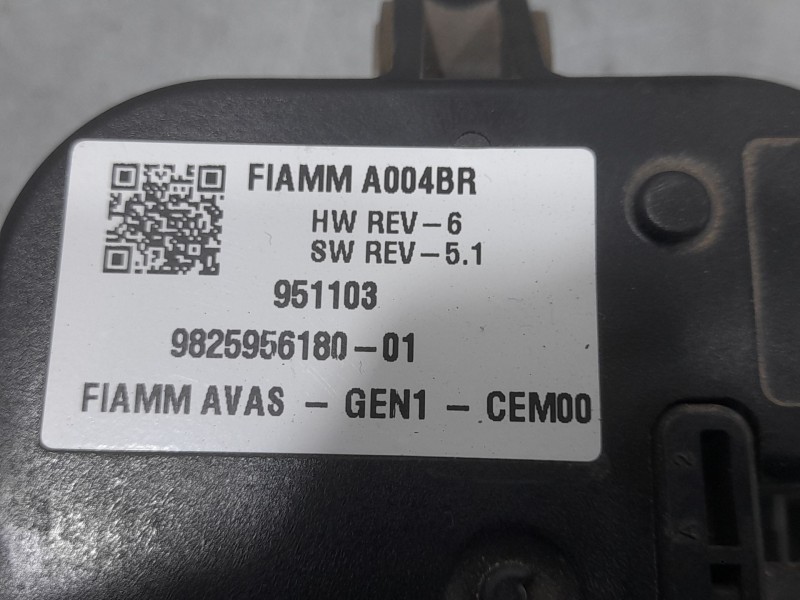 FIAMM A004BR
HW REV-6
SW REV-5.1
951103
9825956180-01
FIAMM AVAS - GEN1 - CEM00